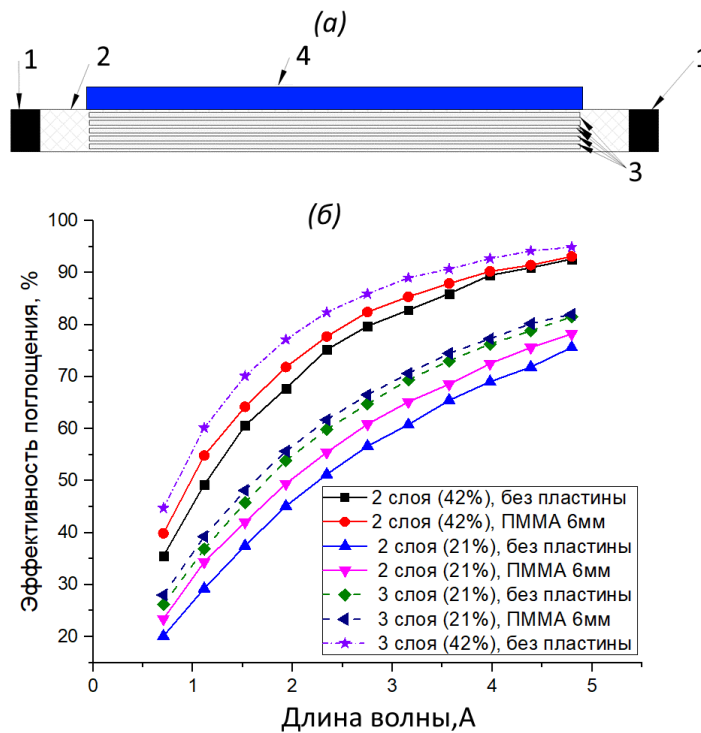 (а)
1 2 4 1
3
(б)
100
90
80
70
60
50
40
30
20
Эффективность поглощения, %
2 слоя (42%), без пластины
2 слоя (42%), ПММА 6мм
2 слоя (21%), без пластины
2 слоя (21%), ПММА 6мм
3 слоя (21%), без пластины
3 слоя (21%), ПММА 6мм
3 слоя (42%), без пластины
0 1 2 3 4 5
Длина волны,А